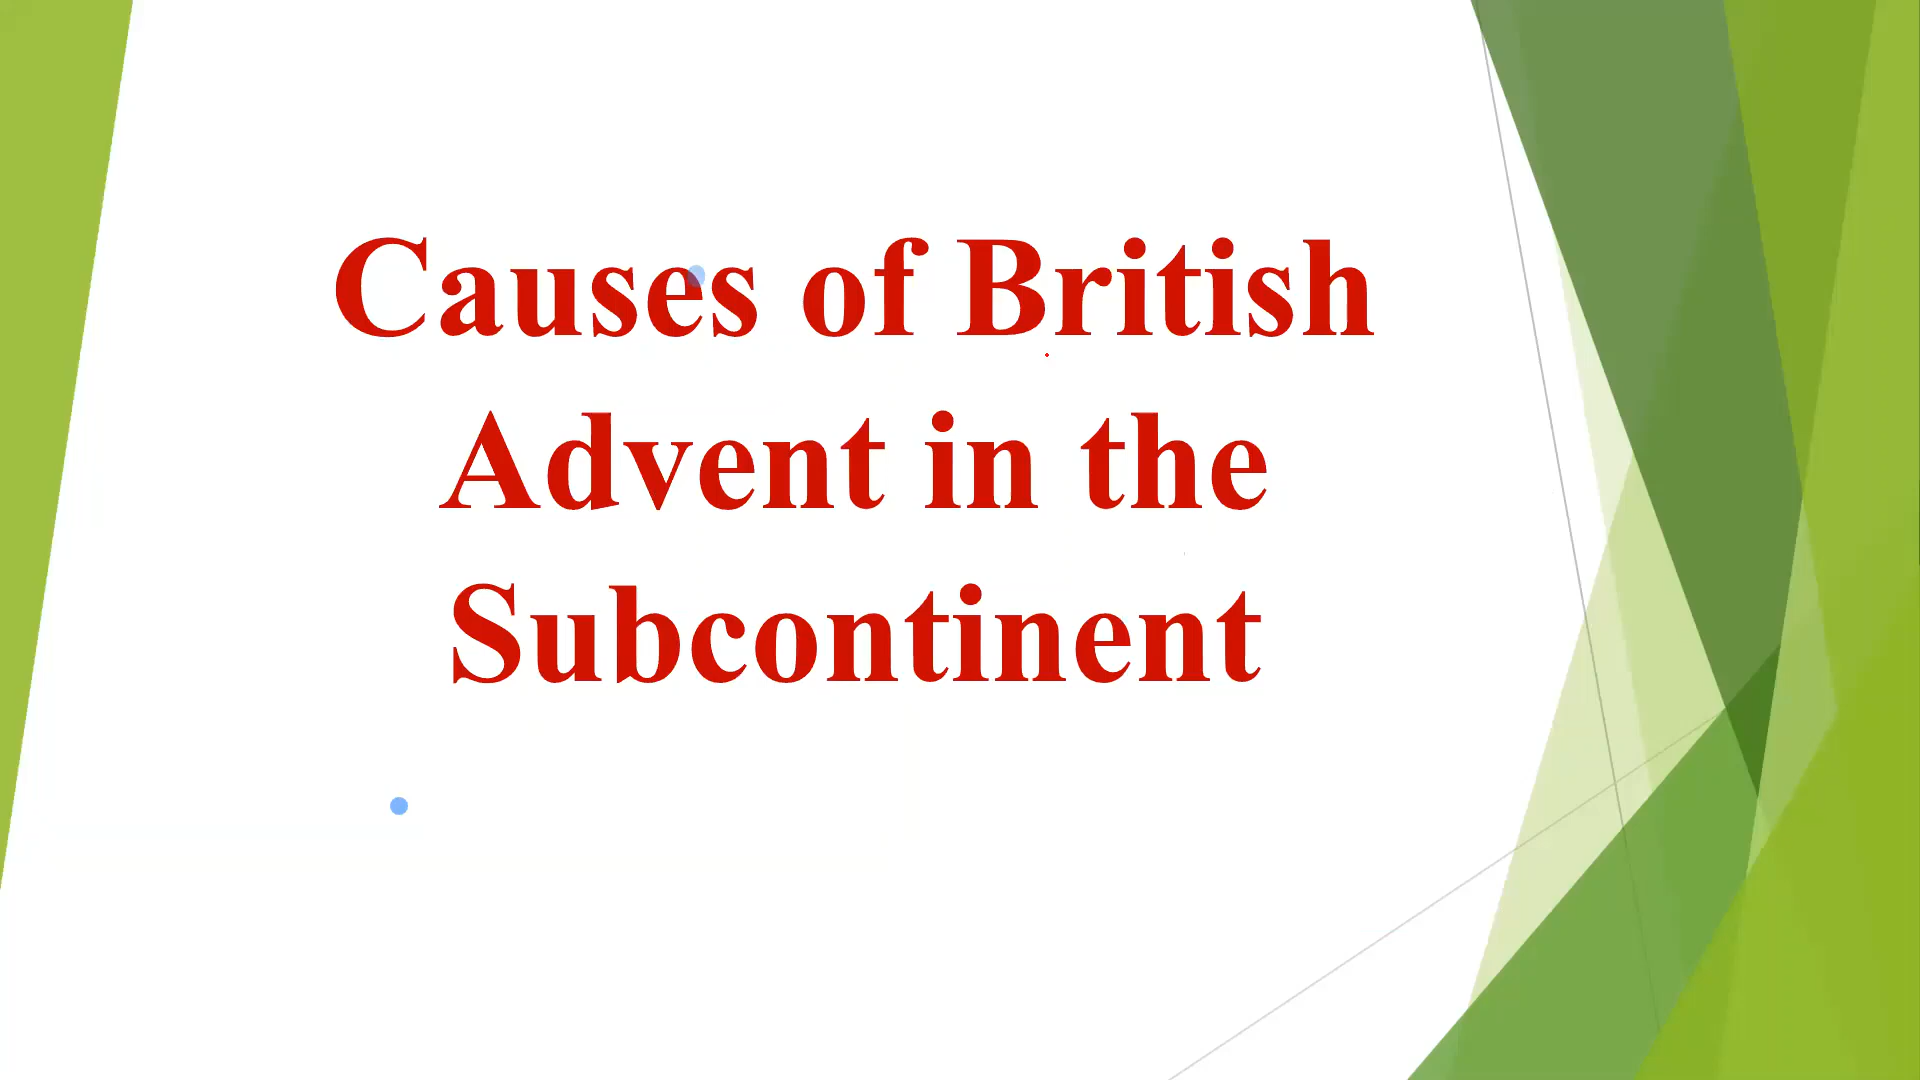 Causes of British
Advent in the
Subcontinent